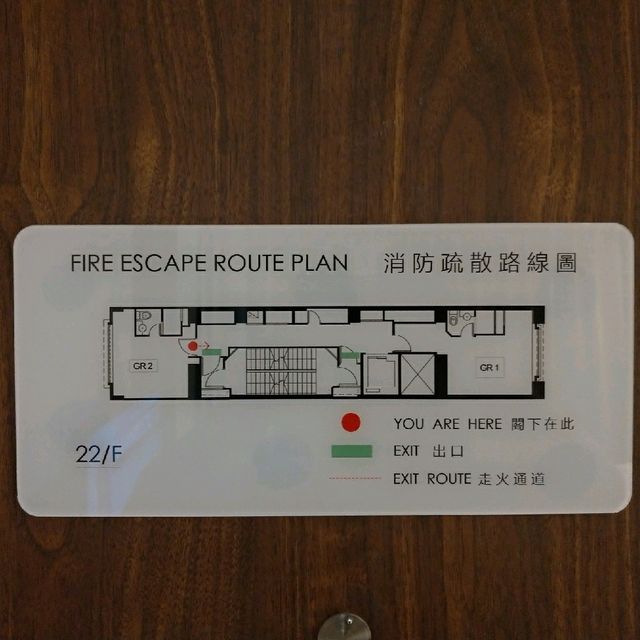 FIRE ESCAPE ROUTE PLAN 消防疏散路線圖
GR 2
GR 1
YOU ARE HERE 閣下在此
22/F
EXIT 出口
EXIT ROUTE 走火通道